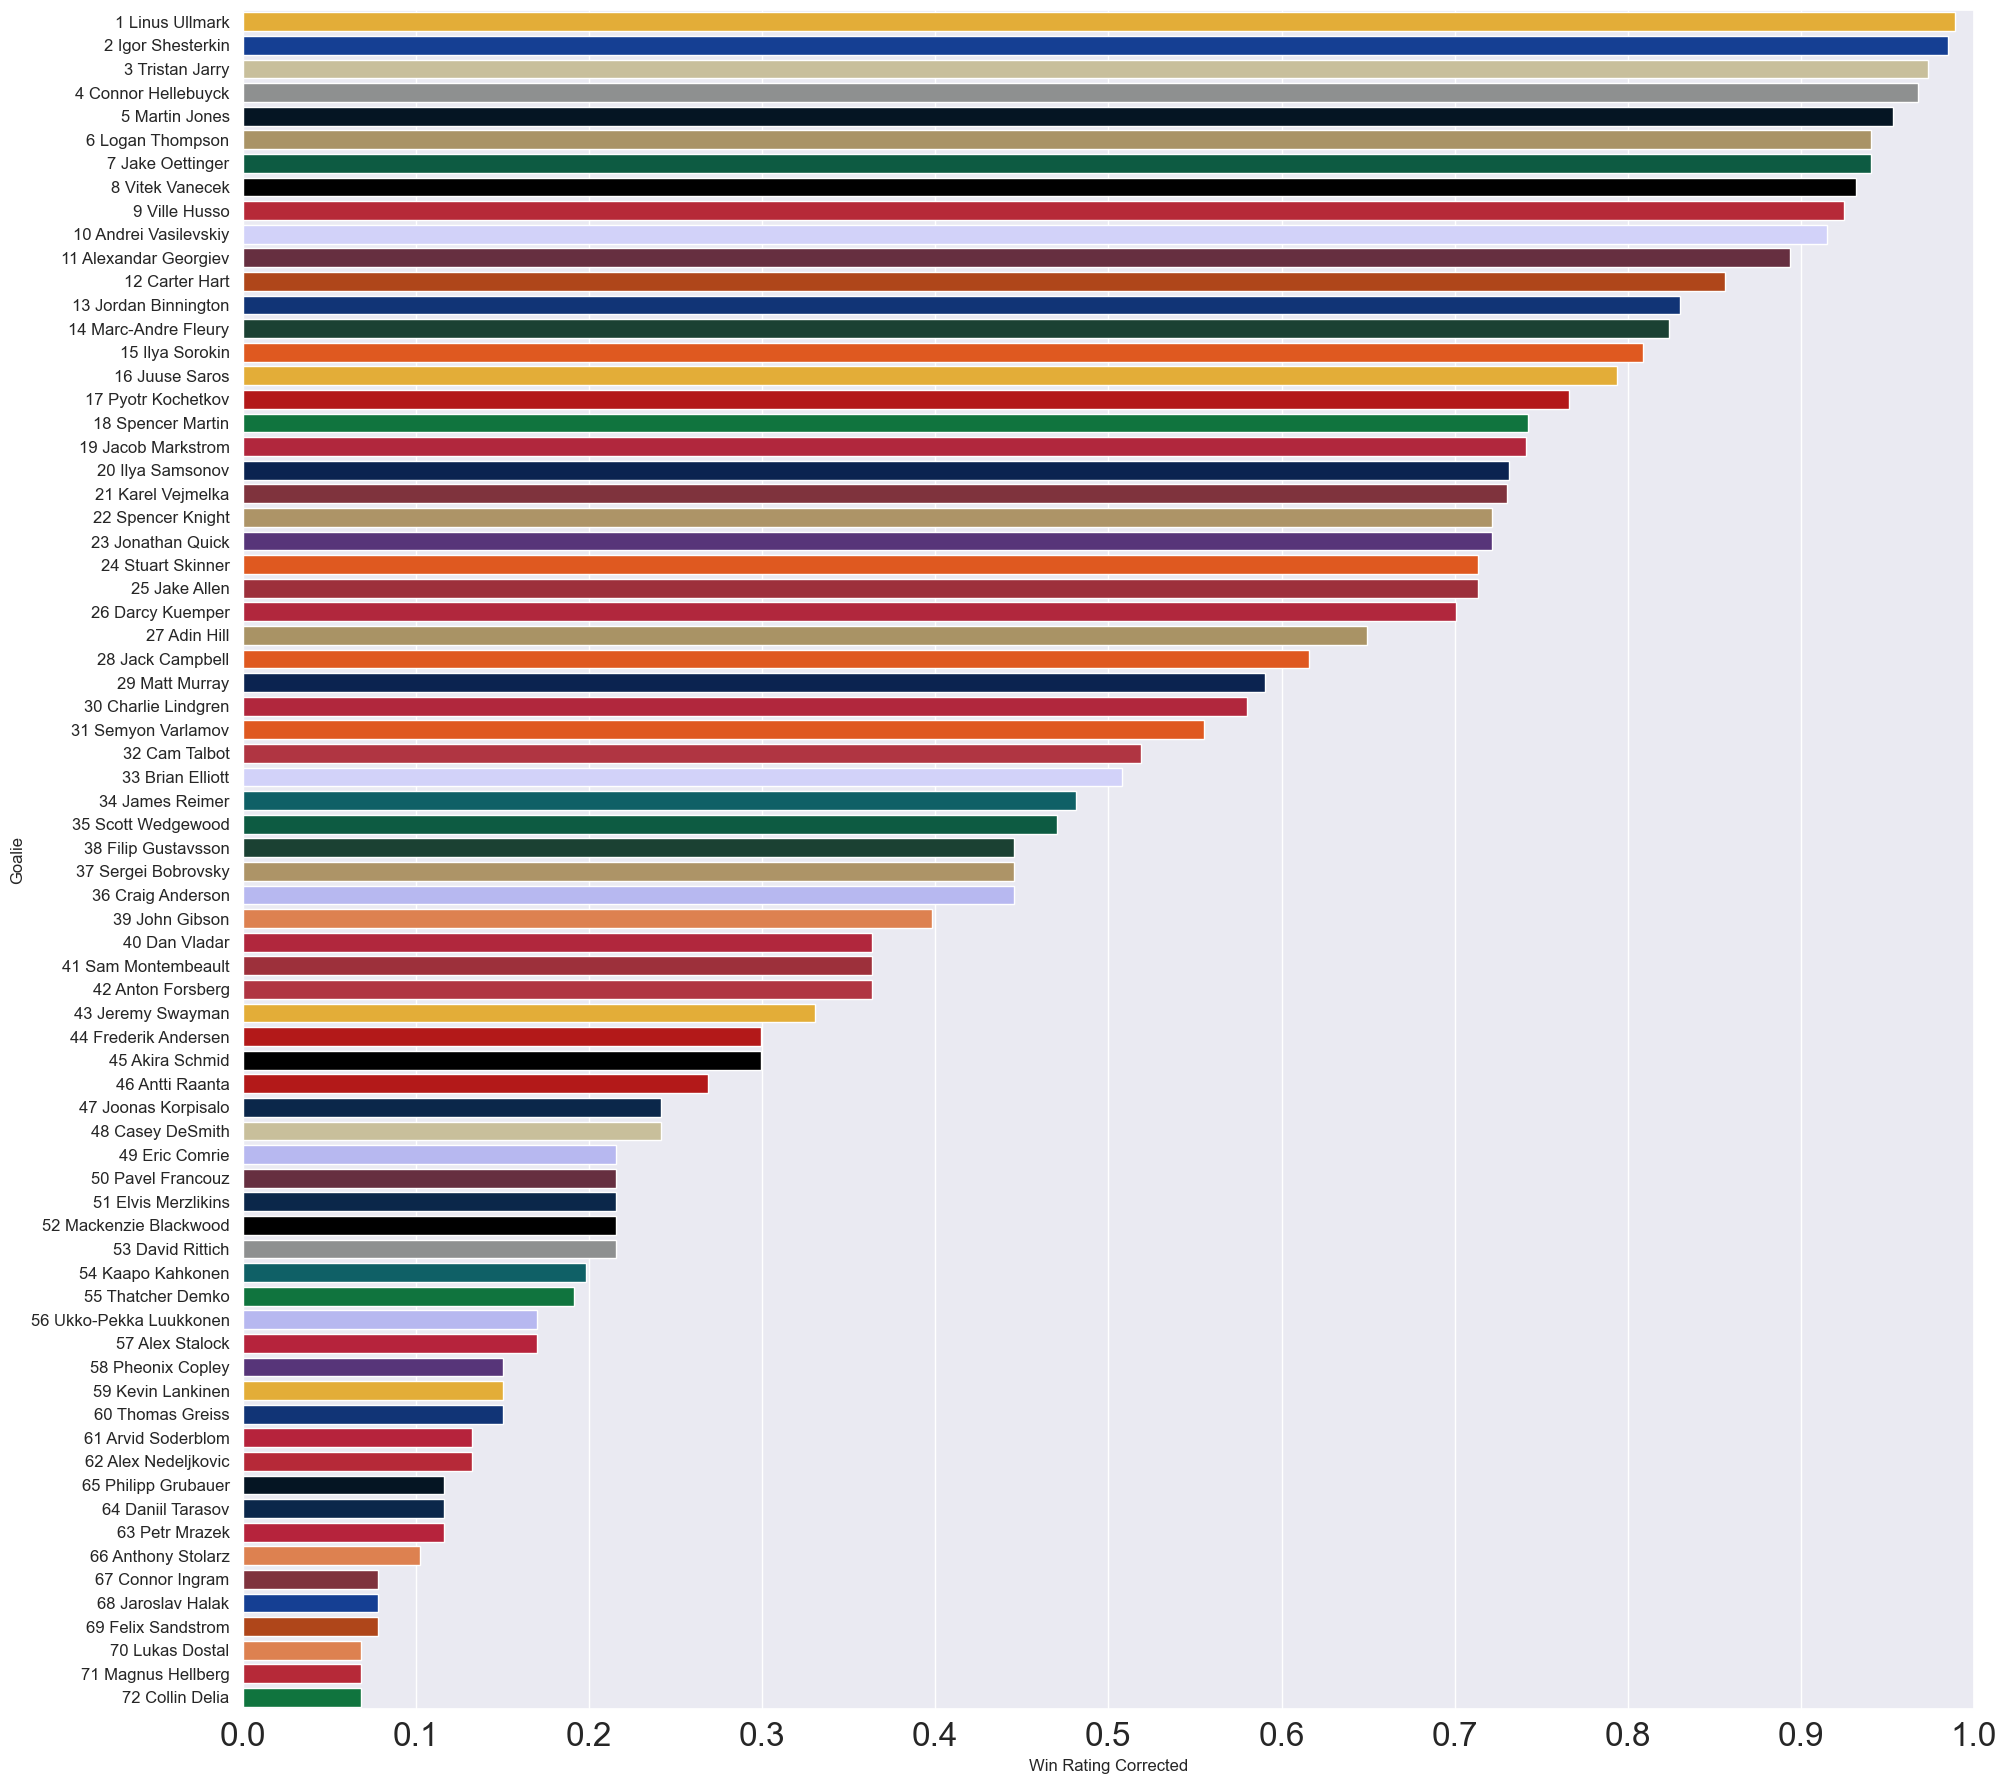 1 Linus Ullmark
2 Igor Shesterkin
3 Tristan Jarry
4 Connor Hellebuyck
5 Martin Jones
6 Logan Thompson
7 Jake Oettinger
8 Vitek Vanecek
9 Ville Husso
10 Andrei Vasilevskiy
11 Alexandar Georgiev
12 Carter Hart
13 Jordan Binnington
14 Marc-Andre Fleury
15 Ilya Sorokin
16 Juuse Saros
17 Pyotr Kochetkov
18 Spencer Martin
19 Jacob Markstrom
20 Ilya Samsonov
21 Karel Vejmelka
22 Spencer Knight
23 Jonathan Quick
24 Stuart Skinner
25 Jake Allen
26 Darcy Kuemper
27 Adin Hill
28 Jack Campbell
29 Matt Murray
30 Charlie Lindgren
31 Semyon Varlamov
32 Cam Talbot
33 Brian Elliott
34 James Reimer
35 Scott Wedgewood
38 Filip Gustavsson
37 Sergei Bobrovsky
36 Craig Anderson
39 John Gibson
40 Dan Vladar
41 Sam Montembeault
42 Anton Forsberg
43 Jeremy Swayman
44 Frederik Andersen
45 Akira Schmid
46 Antti Raanta
47 Joonas Korpisalo
48 Casey DeSmith
49 Eric Comrie
50 Pavel Francouz
51 Elvis Merzlikins
52 Mackenzie Blackwood
53 David Rittich
54 Kaapo Kahkonen
55 Thatcher Demko
56 Ukko-Pekka Luukkonen
57 Alex Stalock
58 Pheonix Copley
59 Kevin Lankinen
60 Thomas Greiss
61 Arvid Soderblom
62 Alex Nedeljkovic
65 Philipp Grubauer
64 Daniil Tarasov
63 Petr Mrazek
66 Anthony Stolarz
67 Connor Ingram
68 Jaroslav Halak
69 Felix Sandstrom
70 Lukas Dostal
71 Magnus Hellberg
72 Collin Delia
Goalie
0.0 0.1 0.2 0.3 0.4 0.5 0.6 0.7 0.8 0.9 1.0
Win Rating Corrected